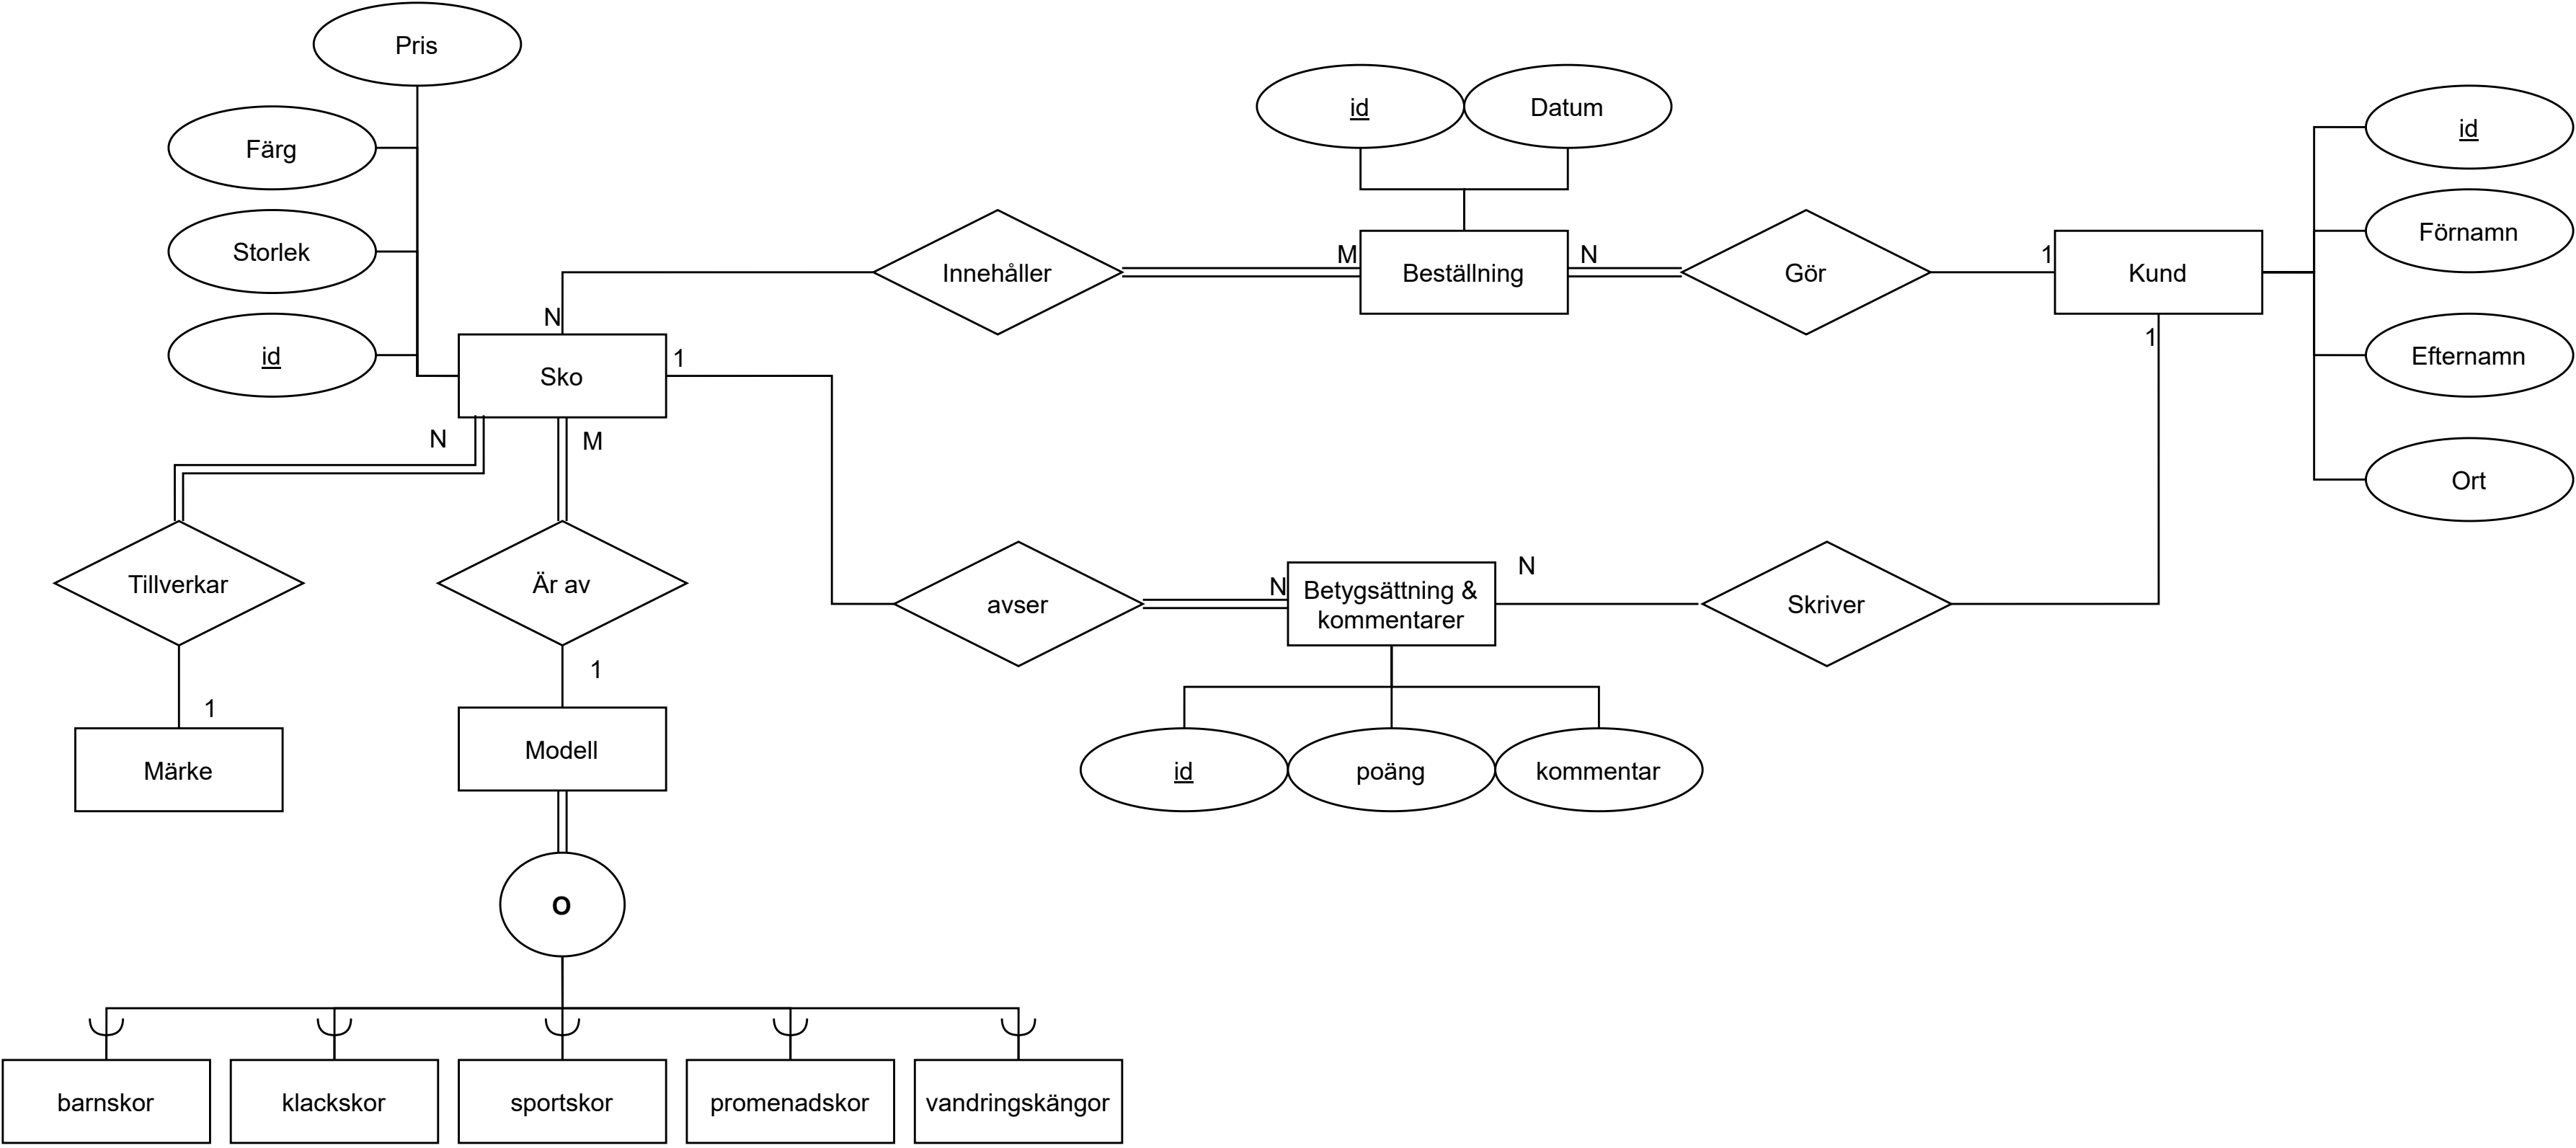 Pris
id
Datum
id
Färg
Förnamn
Storlek
M
N
1
Innehåller
Beställning
Gör
Kund
N
1
1
id
Sko
Efternamn
N
M
Ort
N
N
Tillverkar
Är av
avser
Betygsättning &
kommentarer
Skriver
1
1
Märke
Modell
id
poäng
kommentar
O
barnskor
klackskor
sportskor
promenadskor
vandringskängor